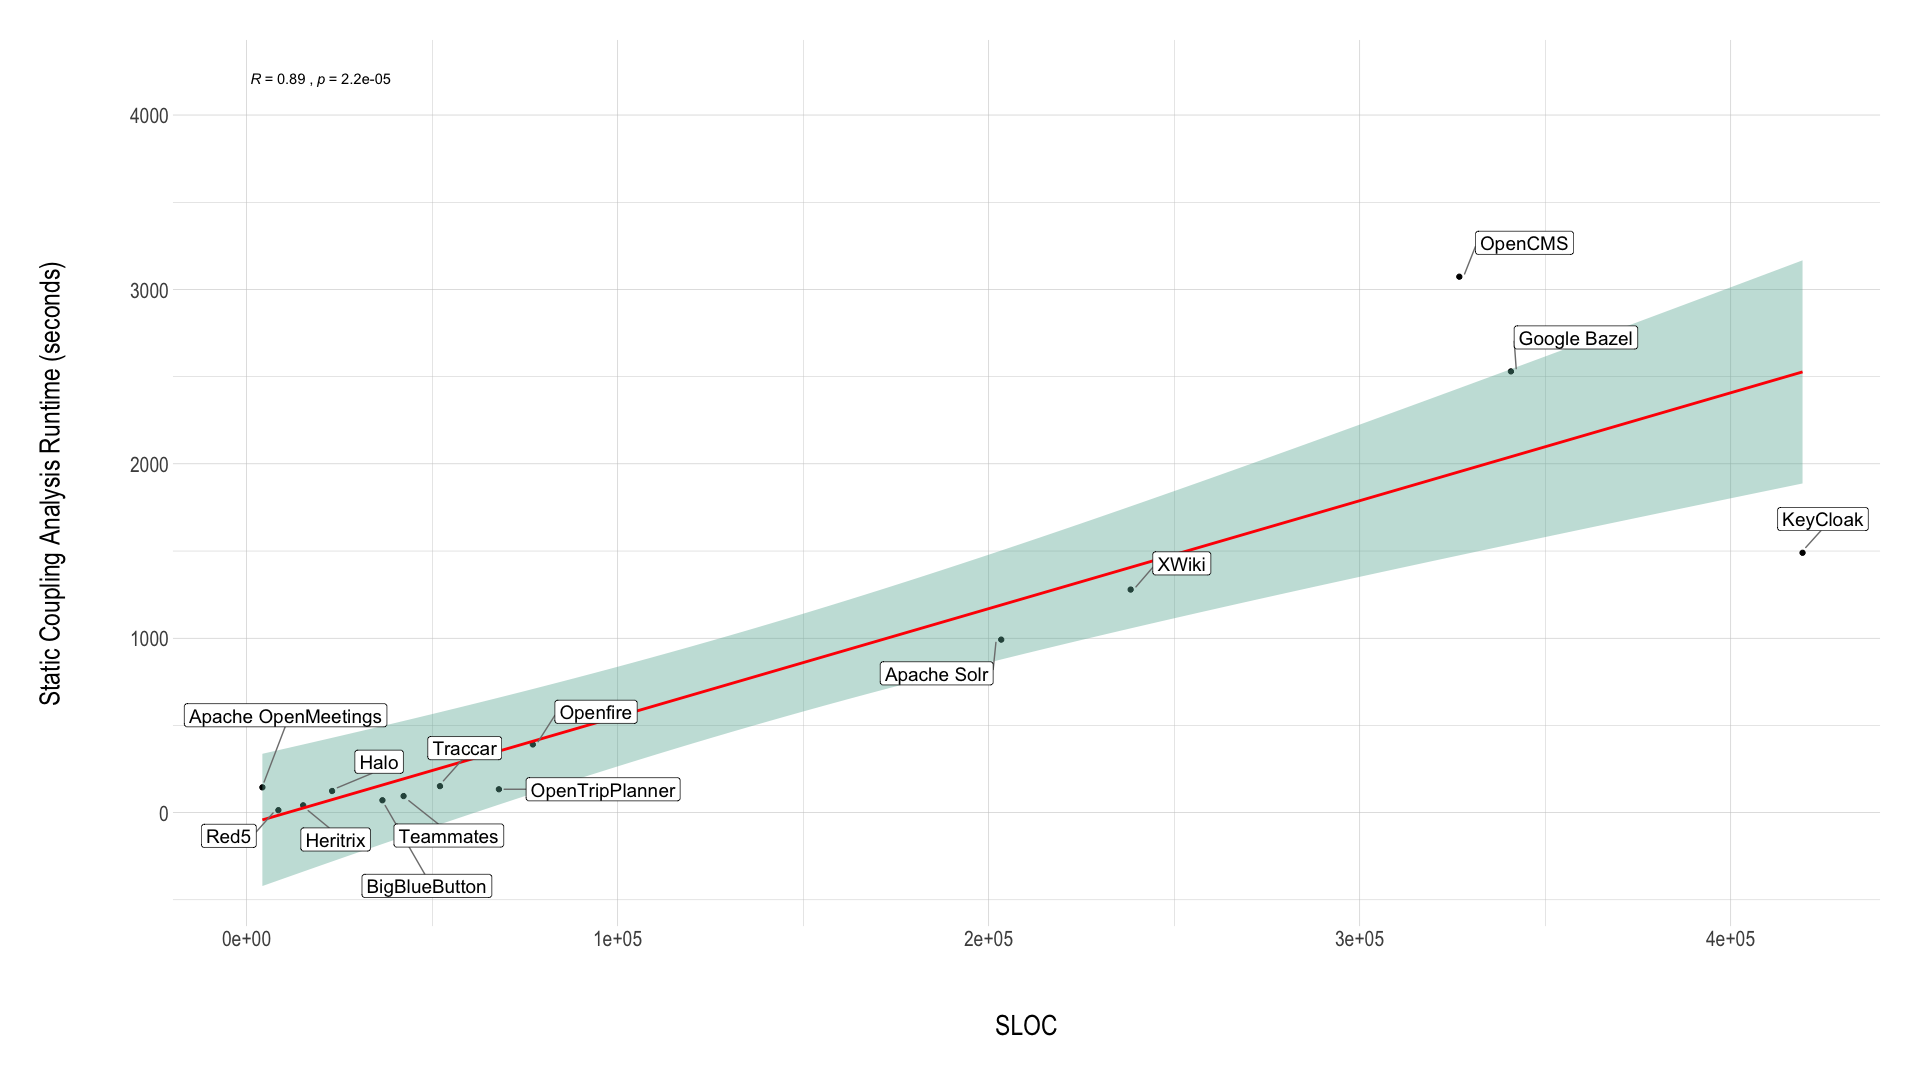 R = 0.89 , p = 2.2e-05
4000
3000
2000
1000
0
Static Coupling Analysis Runtime (seconds)
OpenCMS
Google Bazel
KeyCloak
XWiki
Apache Solr
Openfire
Apache OpenMeetings
Traccar
Halo
OpenTripPlanner
Red5
Heritrix
Teammates
BigBlueButton
0e+00 1e+05 2e+05 3e+05 4e+05
SLOC